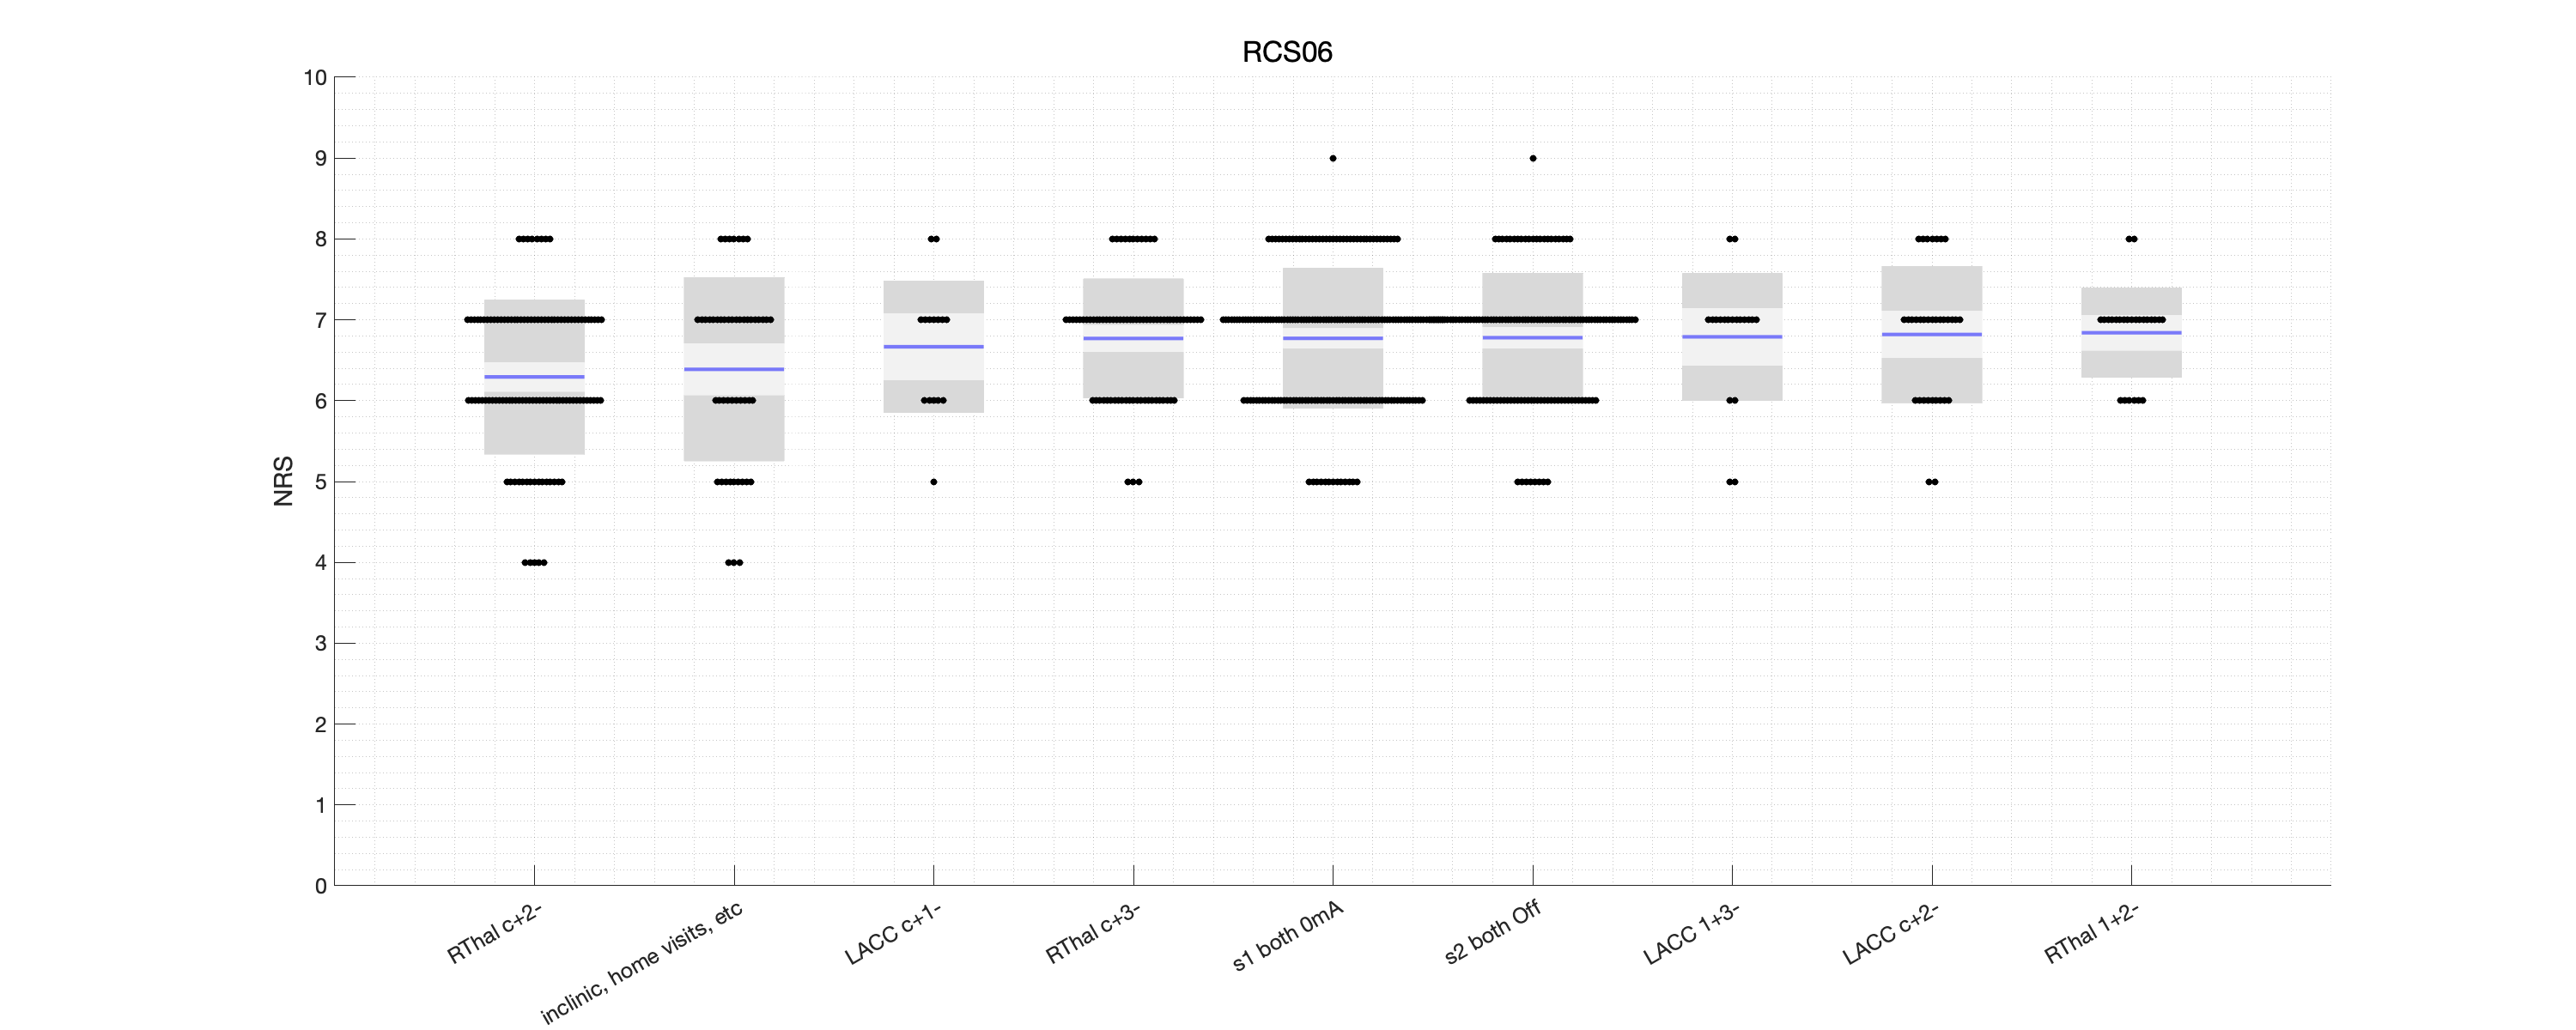 RCS06
10
9
8
7
6
5
4
3
2
1
0
NRS
RThal c+2-
inclinic, home visits, etc
LACC c+1-
RThal c+3-
s1 both 0mA
s2 both Off
LACC 1+3-
LACC c+2-
RThal 1+2-